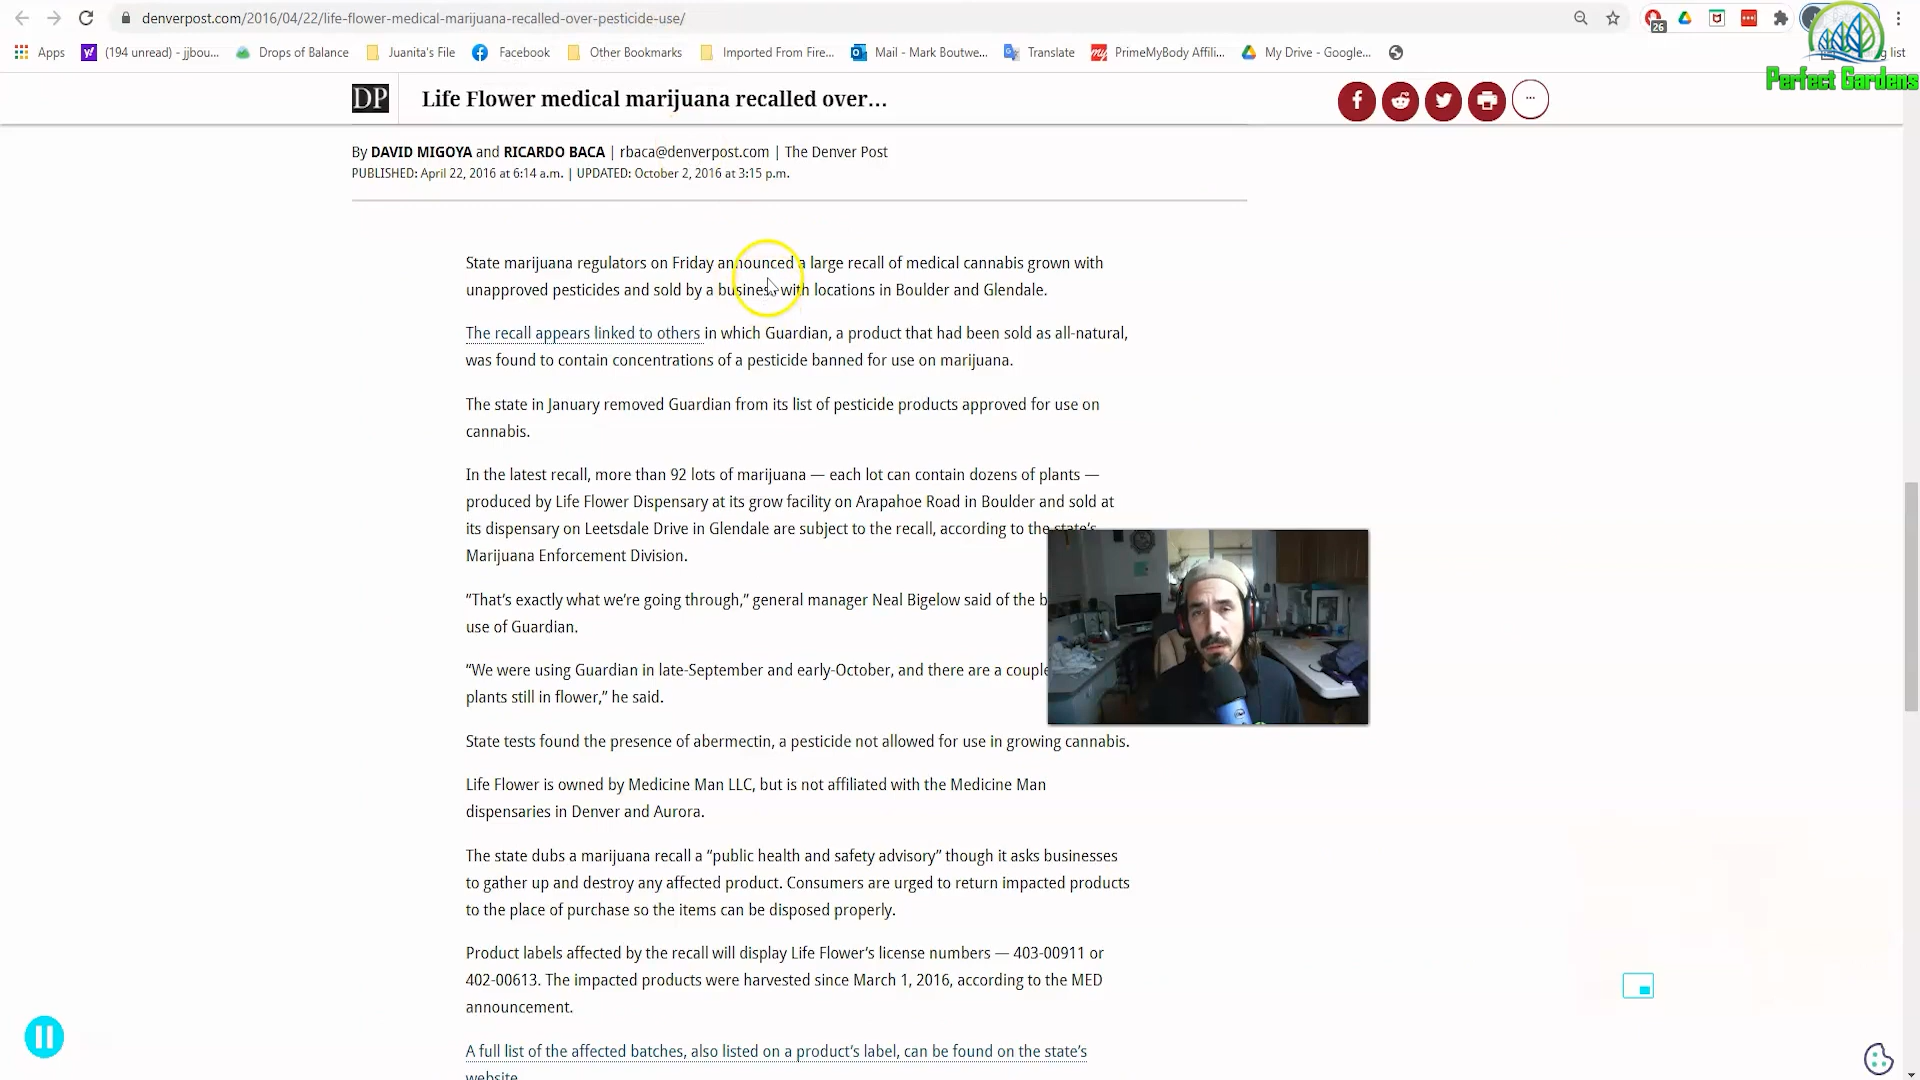 denverpost.com/2016/04/22/life-flower-medical-marijuana-recalled-over-pesticide-use/
26
Apps
(194 unread) - jjbou...
Drops of Balance
Juanita's File
Facebook
Other Bookmarks
Imported From Fire...
Mail - Mark Boutwe...
Translate
PrimeMyBody Affili...
My Drive - Google...
list
Perfect Gardens
DP
Life Flower medical marijuana recalled over...
By DAVID MIGOYA and RICARDO BACA | rbaca@denverpost.com | The Denver Post
PUBLISHED: April 22, 2016 at 6:14 a.m. | UPDATED: October 2, 2016 at 3:15 p.m.
State marijuana regulators on Friday announced a large recall of medical cannabis grown with
unapproved pesticides and sold by a business with locations in Boulder and Glendale.
The recall appears linked to others in which Guardian, a product that had been sold as all-natural,
was found to contain concentrations of a pesticide banned for use on marijuana.
The state in January removed Guardian from its list of pesticide products approved for use on
cannabis.
In the latest recall, more than 92 lots of marijuana — each lot can contain dozens of plants —
produced by Life Flower Dispensary at its grow facility on Arapahoe Road in Boulder and sold at
its dispensary on Leetsdale Drive in Glendale are subject to the recall, according to the state's
Marijuana Enforcement Division.
“That’s exactly what we’re going through,” general manager Neal Bigelow said of the b
use of Guardian.
“We were using Guardian in late-September and early-October, and there are a couple
plants still in flower,” he said.
State tests found the presence of abermectin, a pesticide not allowed for use in growing cannabis.
Life Flower is owned by Medicine Man LLC, but is not affiliated with the Medicine Man
dispensaries in Denver and Aurora.
The state dubs a marijuana recall a “public health and safety advisory” though it asks businesses
to gather up and destroy any affected product. Consumers are urged to return impacted products
to the place of purchase so the items can be disposed properly.
Product labels affected by the recall will display Life Flower’s license numbers — 403-00911 or
402-00613. The impacted products were harvested since March 1, 2016, according to the MED
announcement.
A full list of the affected batches, also listed on a product’s label, can be found on the state’s
website.